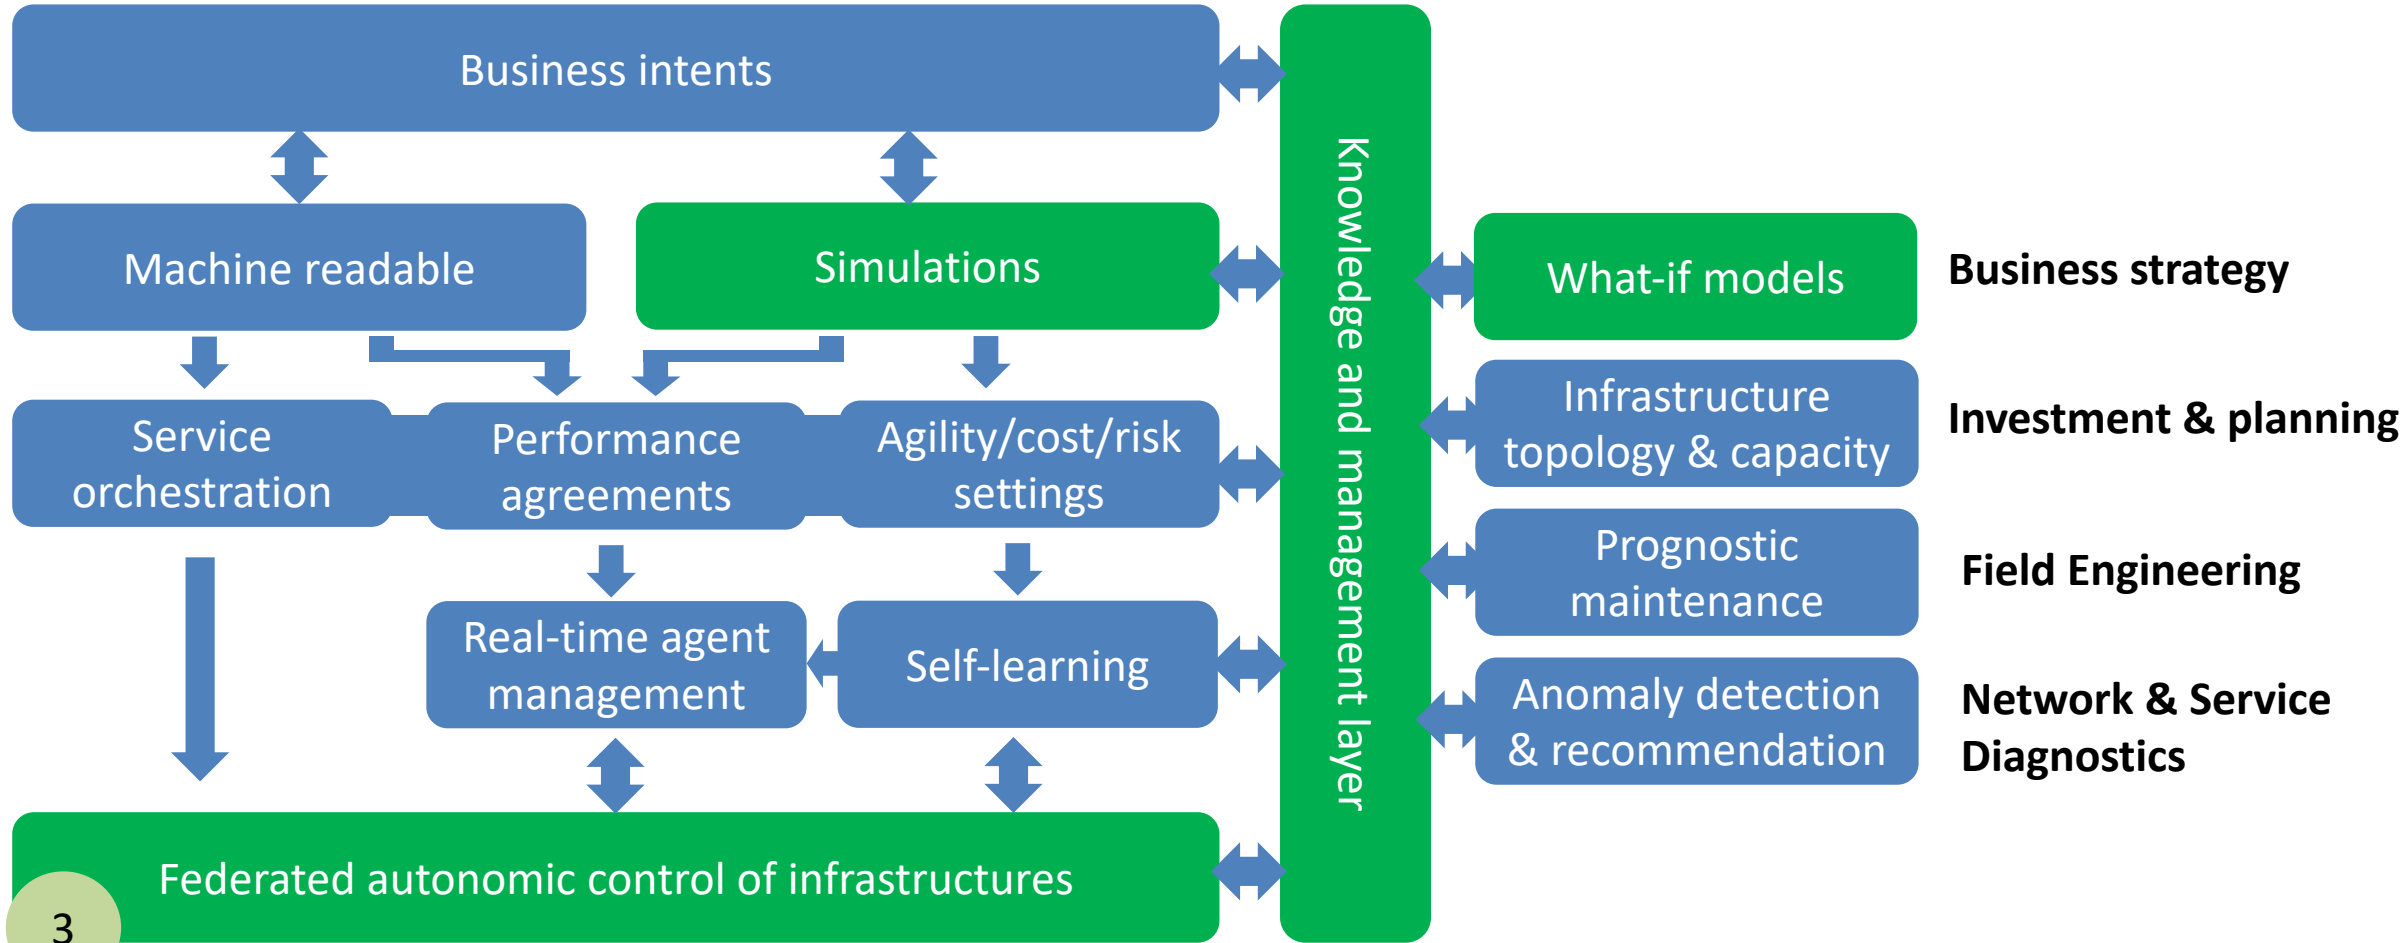 Business intents
Machine readable
Simulations
Service
orchestration
Performance
agreements
Agility/cost/risk
settings
Real-time agent
management
Self-learning
Federated autonomic control of infrastructures
3
Knowledge and management layer
What-if models
Business strategy
Infrastructure
topology & capacity
Investment & planning
Prognostic
maintenance
Field Engineering
Anomaly detection
& recommendation
Network & Service
Diagnostics